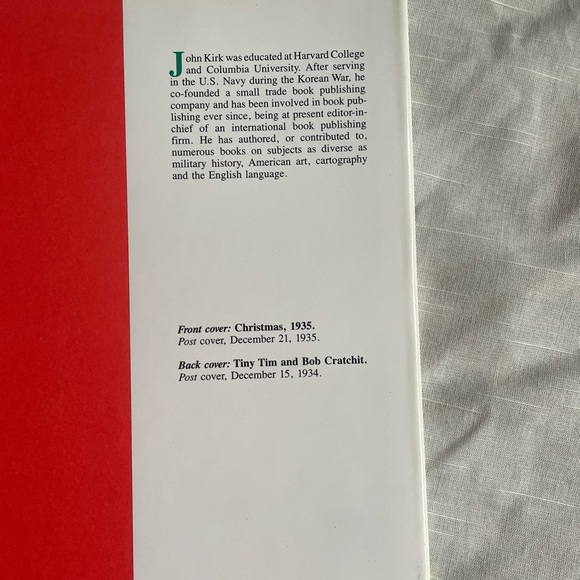 John Kirk was educated at Harvard College
and Columbia University. After serving
in the U.S. Navy during the Korean War, he
co-founded a small trade book publishing
company and has been involved in book pub-
lishing ever since, being at present editor-in-
chief of an international book publishing
firm. He has authored, or contributed to,
numerous books on subjects as diverse as
military history, American art, cartography
and the English language.
Front cover: Christmas, 1935.
Post cover, December 21, 1935.
Back cover: Tiny Tim and Bob Cratchit.
Post cover, December 15, 1934.